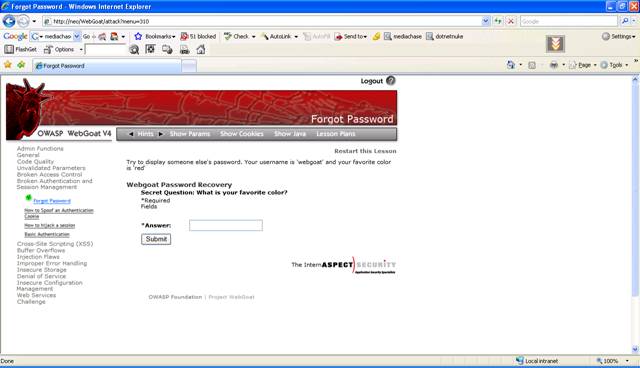 Forgot Password - Windows Internet Explorer
http://neo/WebGoat/attack?menu=310
Google
mediachase
Go
Bookmarks
51 blocked
Check
AutoLink
AutoFill
Send to
mediachase
dotnetnuke
Settings
FlashGet
Options
Forgot Password
Page
Tools
Logout ?
Forgot Password
OWASP WebGoat V4
Hints
Show Params
Show Cookies
Show Java
Lesson Plans
Restart this Lesson
Admin Functions
General
Code Quality
Unvalidated Parameters
Broken Access Control
Broken Authentication and
Session Management
Forgot Password
How to Spoof an Authentication
Cookie
How to hijack a session
Basic Authentication
Cross-Site Scripting (XSS)
Buffer Overflows
Injection Flaws
Improper Error Handling
Insecure Storage
Denial of Service
Insecure Configuration
Management
Web Services
Challenge
Try to display someone else's password. Your username is 'webgoat' and your favorite color
is 'red'
Webgoat Password Recovery
Secret Question: What is your favorite color?
*Required
Fields
*Answer:
Submit
The Intern ASPECT SECURITY
Application Security Specialists
OWASP Foundation | Project WebGoat
Done
Local intranet
100%